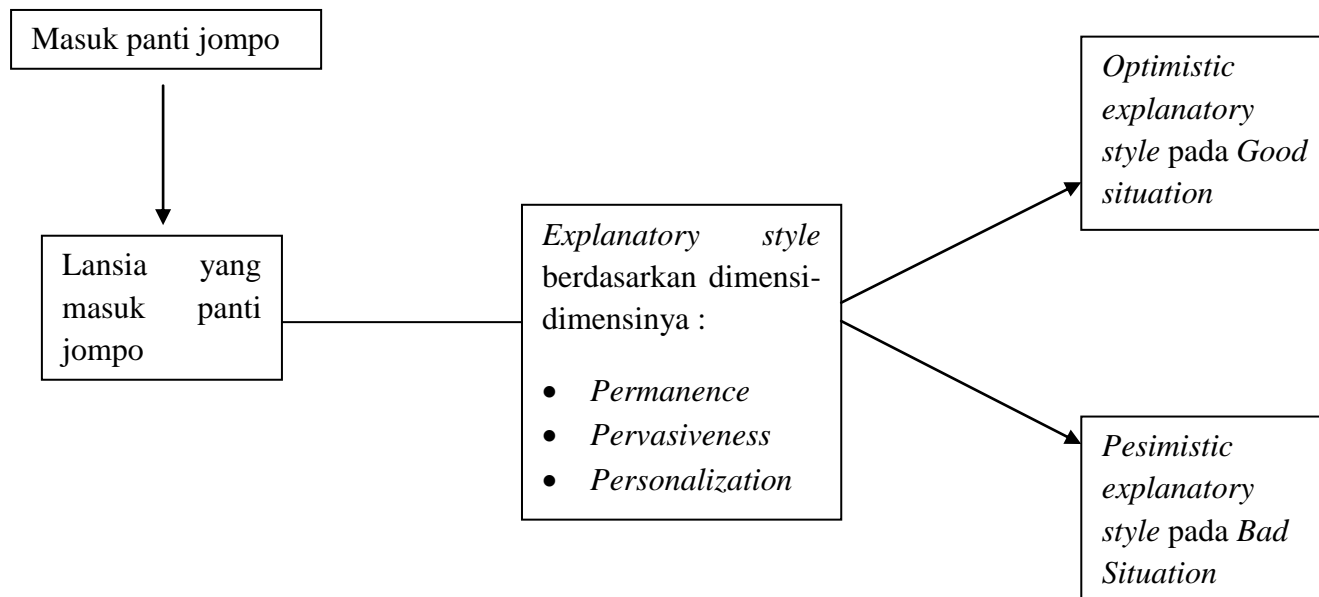 Masuk panti jompo
Lansia yang
masuk panti
jompo
Explanatory style
berdasarkan dimensi-
dimensinya :
• Permanence
• Pervasiveness
• Personalization
Optimistic
explanatory
style pada Good
situation
Pesimistic
explanatory
style pada Bad
Situation